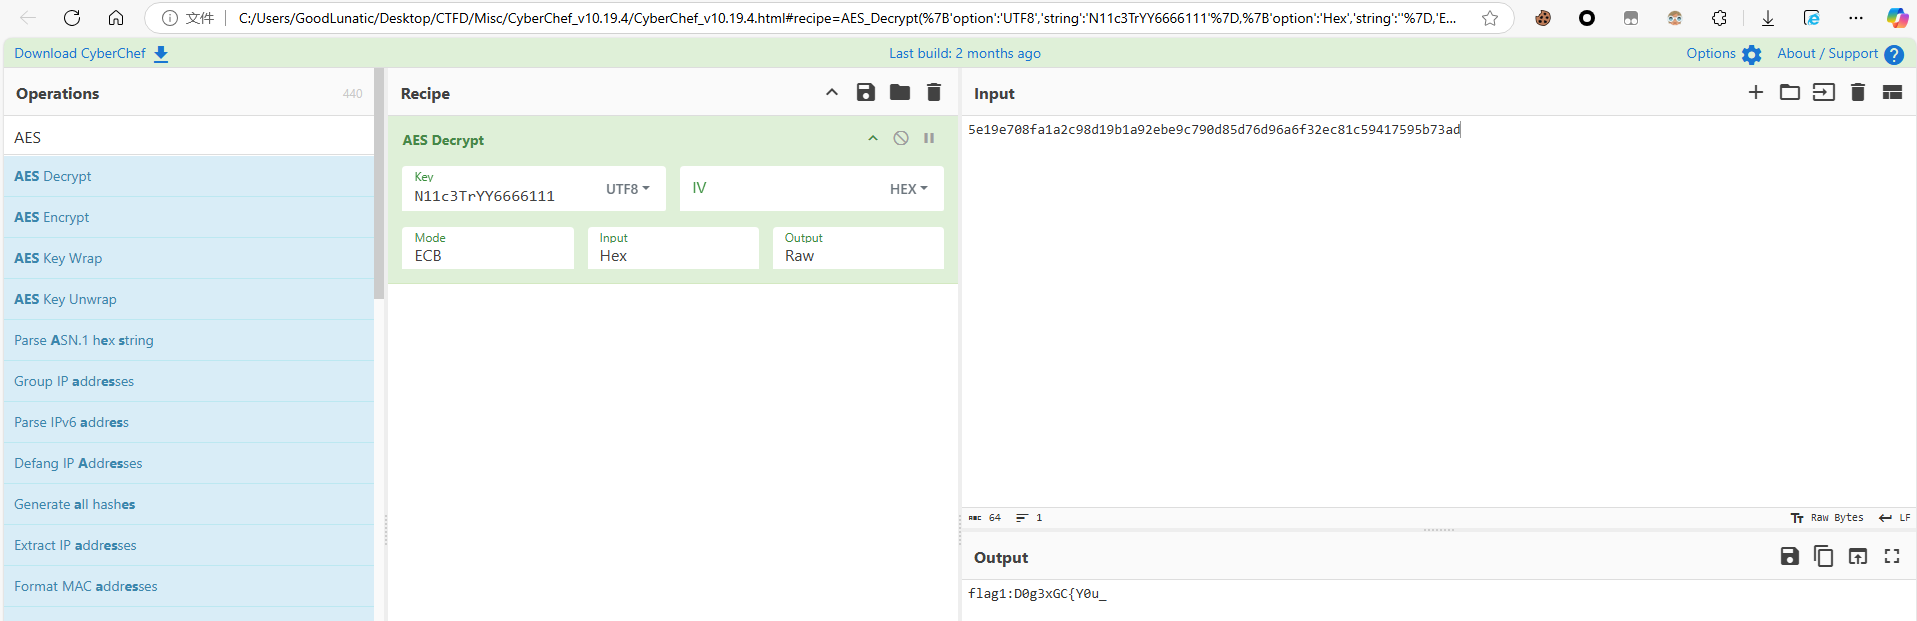 文件
C:/Users/GoodLunatic/Desktop/CTFD/Misc/CyberChef_v10.19.4/CyberChef_v10.19.4.html#recipe=AES_Decrypt(%7B'option':'UTF8','string':'N11c3TrYY6666111'%7D,%7B'option':'Hex','string':''%7D,'E...
Download CyberChef
Last build: 2 months ago
Options
About / Support
Operations
440
AES
AES Decrypt
AES Encrypt
AES Key Wrap
AES Key Unwrap
Parse ASN.1 hex string
Group IP addresses
Parse IPv6 address
Defang IP Addresses
Generate all hashes
Extract IP addresses
Format MAC addresses
Recipe
AES Decrypt
Key
N11c3TrYY6666111
UTF8
IV
HEX
Mode
ECB
Input
Hex
Output
Raw
Input
5e19e708fa1a2c98d19b1a92ebe9c790d85d76d96a6f32ec81c59417595b73ad
ABC 64
1
Raw Bytes
LF
Output
flag1:D0g3xGC{Y0u_